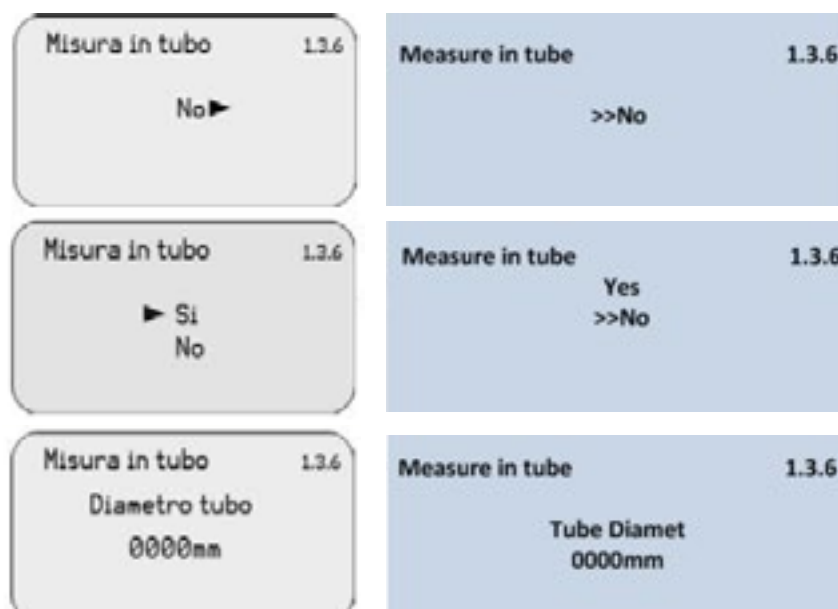 Misura in tubo 1.3.6
No►
Measure in tube 1.3.6
>>No
Misura in tubo 1.3.6
► Si
No
Measure in tube 1.3.6
Yes
>>No
Misura in tubo 1.3.6
Diametro tubo
0000mm
Measure in tube 1.3.6
Tube Diamet
0000mm